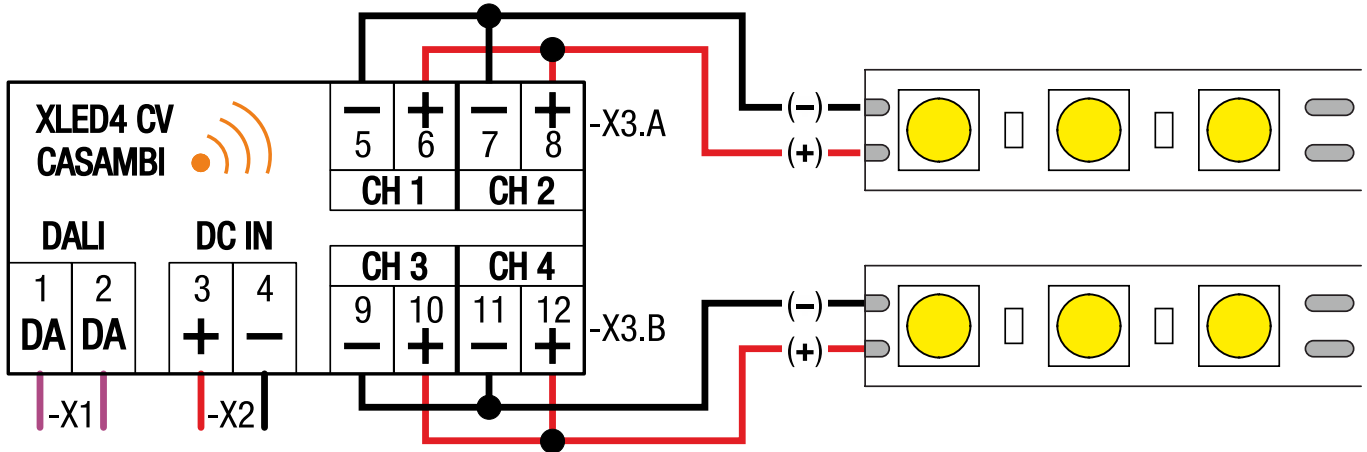 XLED4 CV
CASAMBI
− + − +
5 6 7 8
-X3.A
CH 1 CH 2
DALI DC IN
1 2 3 4
DA DA + −
CH 3 CH 4
9 10 11 12
− + − +
-X3.B
-X1 -X2
(−)
(+)
(−)
(+)